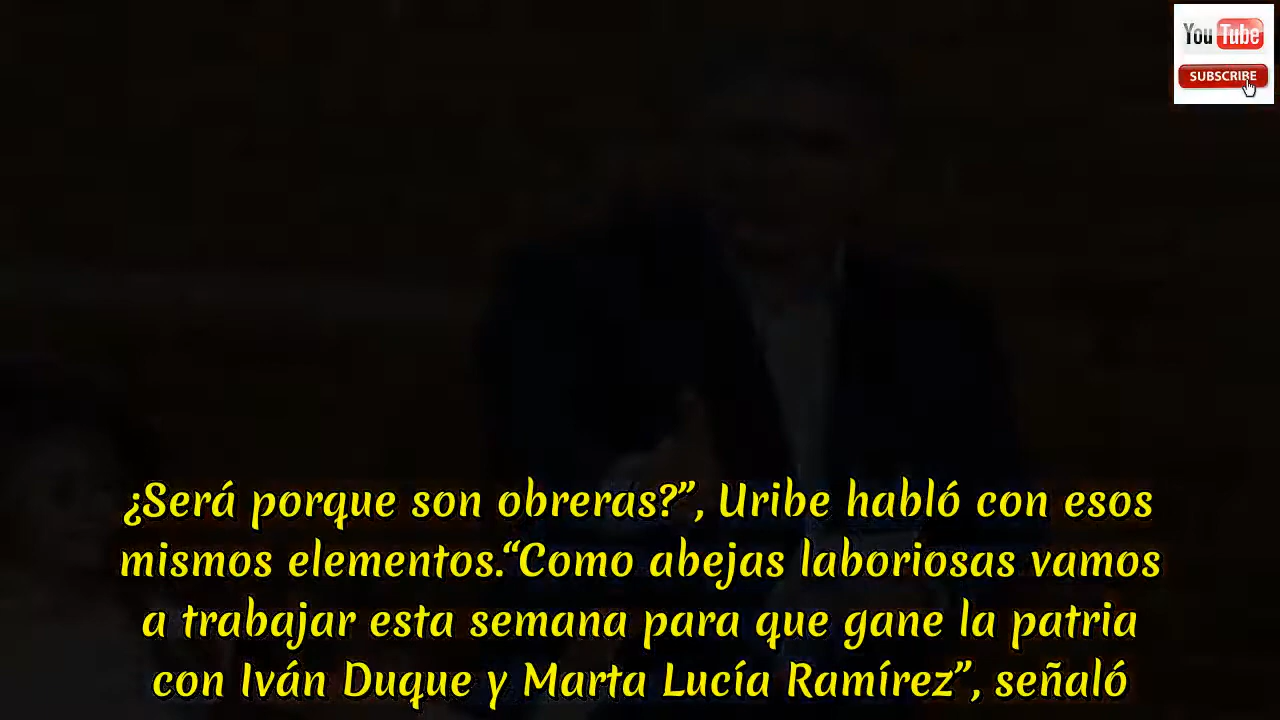 You Tube
SUBSCRIBE
¿Será porque son obreras?”, Uribe habló con esos
mismos elementos.“Como abejas laboriosas vamos
a trabajar esta semana para que gane la patria
con Iván Duque y Marta Lucía Ramírez”, señaló